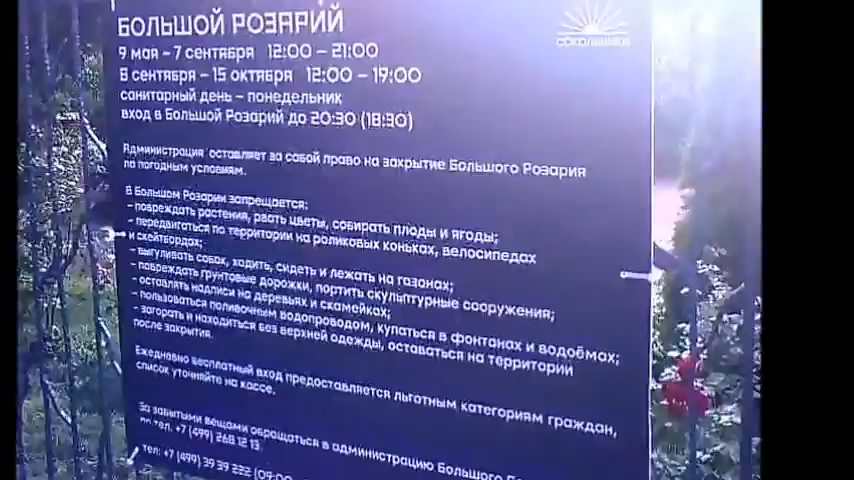 БОЛЬШОЙ РОЗАРИЙ
СОКОЛЬНИКИ
9 мая – 7 сентября 12:00 – 21:00
8 сентября – 15 октября 12:00 – 19:00
санитарный день – понедельник
вход в Большой Розарий до 20:30 (18:30)
Администрация оставляет за собой право на закрытие Большого Розария
по погодным условиям.
В Большом Розарии запрещается:
– повреждать растения, рвать цветы, собирать плоды и ягоды;
– передвигаться по территории на роликовых коньках, велосипедах
и скейтбордах;
– выгуливать собак, ходить, сидеть и лежать на газонах;
– повреждать грунтовые дорожки, портить скульптурные сооружения;
– оставлять надписи на деревьях и скамейках;
– пользоваться поливочным водопроводом, купаться в фонтанах и водоёмах;
– загорать и находиться без верхней одежды, оставаться на территории
после закрытия.
Ежедневно бесплатный вход предоставляется льготным категориям граждан,
список уточняйте на кассе.
За забытыми вещами обращаться в администрацию Большого
по тел. +7 (499) 268 12 13.
тел: +7 (499) 39 39 222 (09:00